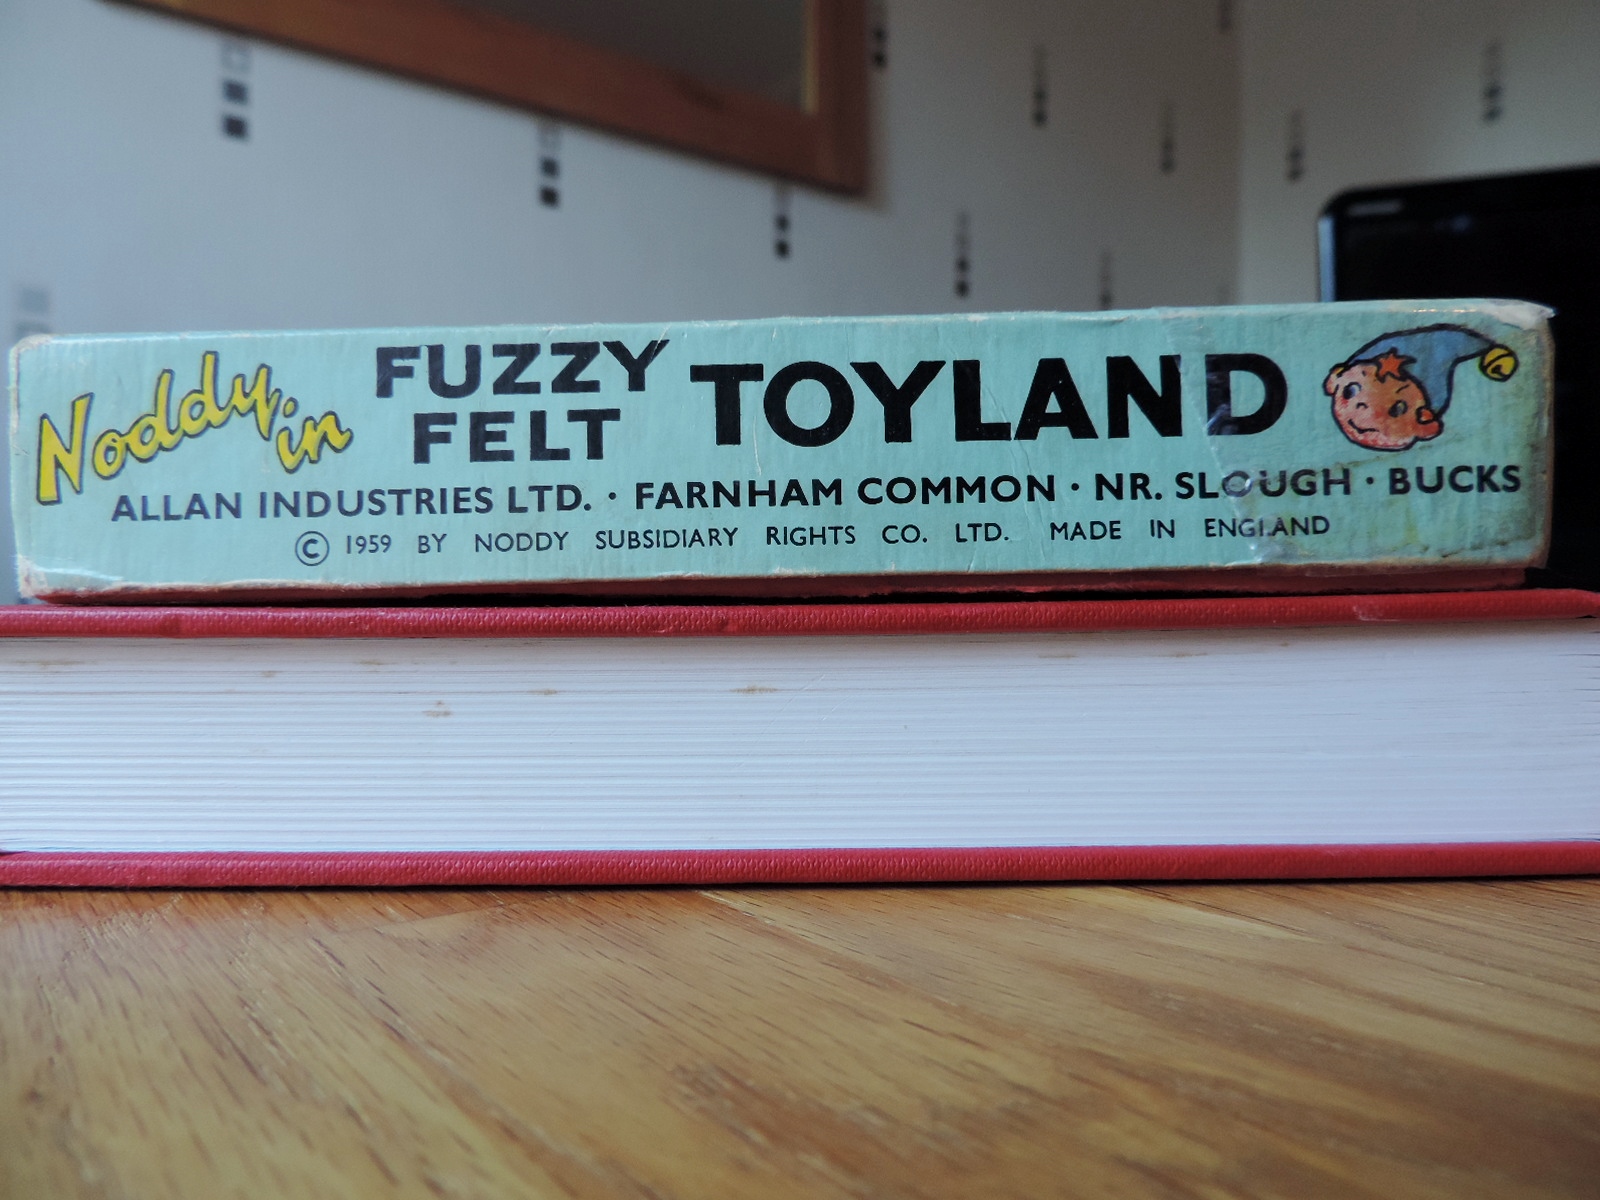 Noddy in FUZZY FELT TOYLAND
ALLAN INDUSTRIES LTD. · FARNHAM COMMON · NR. SLOUGH · BUCKS
© 1959 BY NODDY SUBSIDIARY RIGHTS CO. LTD. MADE IN ENGLAND